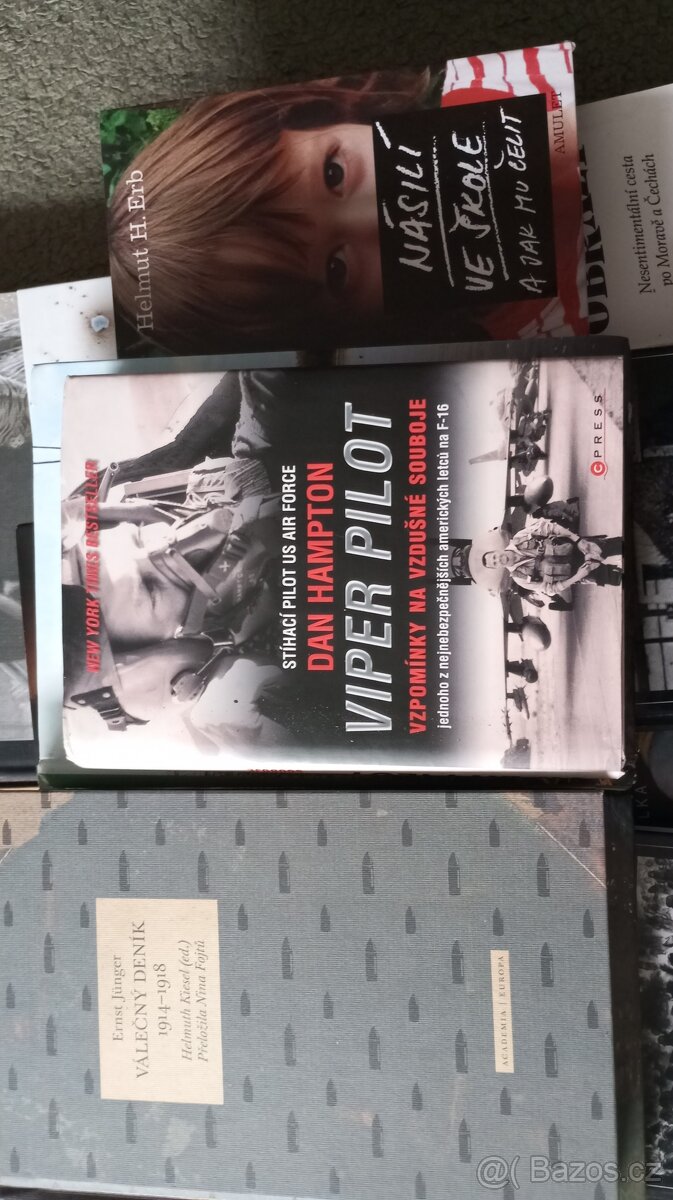 Helmut H. Erb
NÁSILÍ
VE ŠKOLE
A JAK MU ČELIT
AMULET
Nesentimentální cesta
po Moravě a Čechách
NEW YORK TIMES BESTSELLER
STÍHACÍ PILOT US AIR FORCE
DAN HAMPTON
VIPER PILOT
VZPOMÍNKY NA VZDUŠNÉ SOUBOJE
jednoho z nejnebezpečnějších amerických letců na F-16
CPRESS
Ernst Jünger
VÁLEČNÝ DENÍK
1914–1918
Helmuth Kiesel (ed.)
Přeložila Nina Fojtů
ACADEMIA | EUROPA
@ Bazos.cz